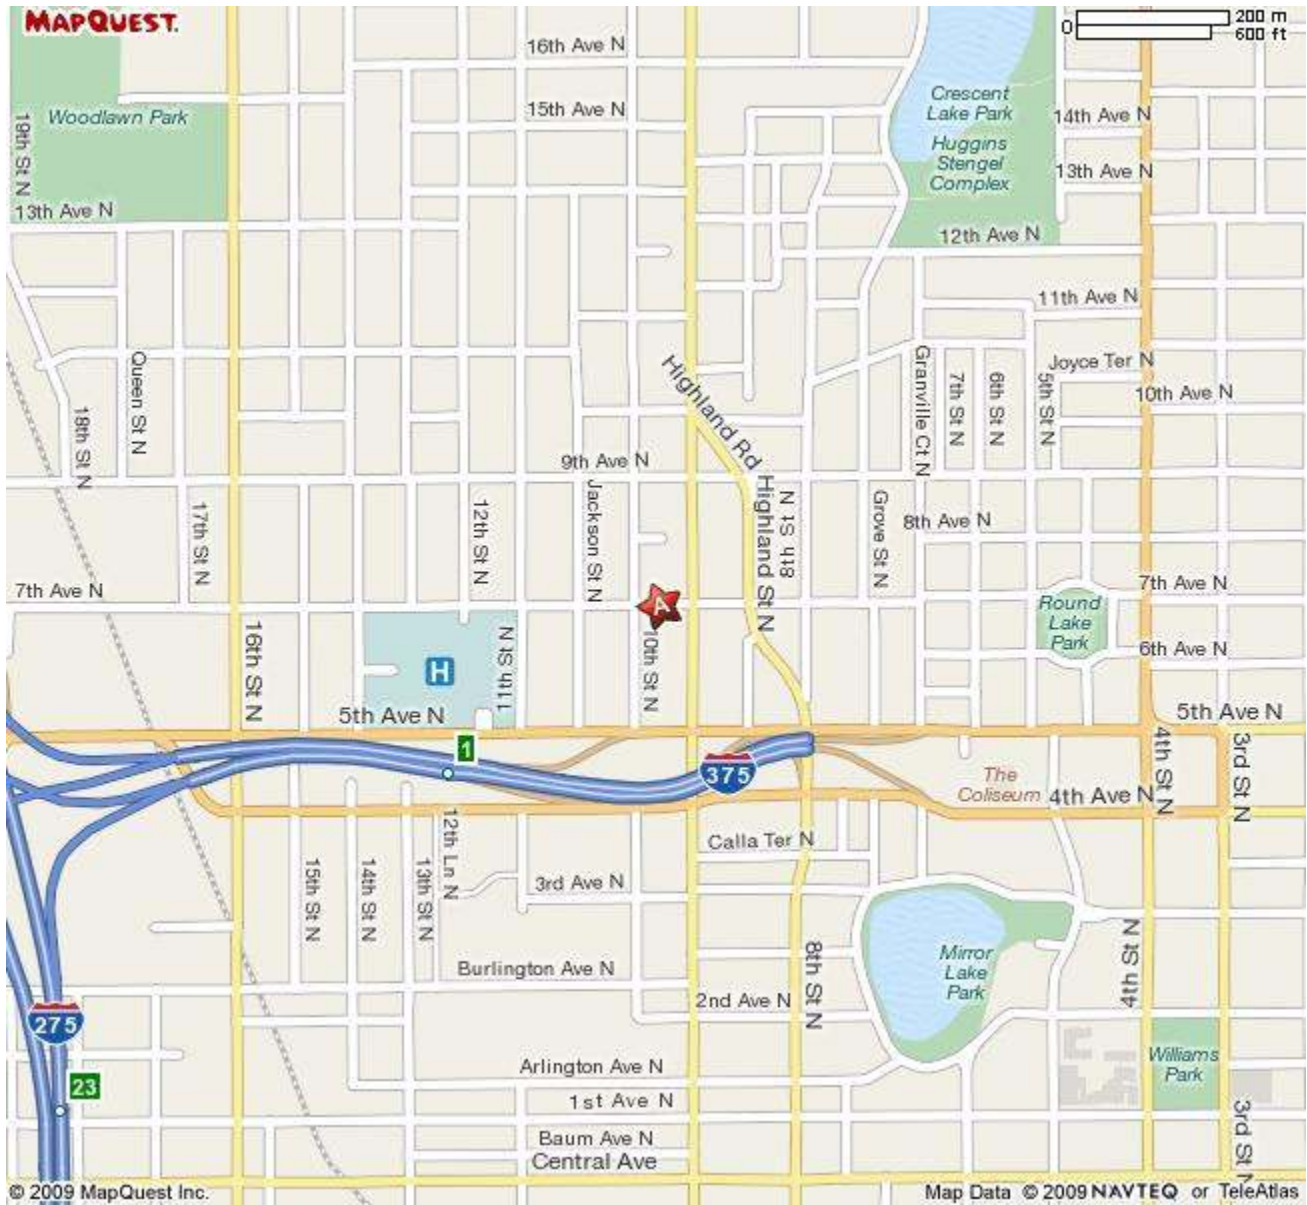 MAPQUEST.
0
200 m
600 ft
16th Ave N
15th Ave N
Woodlawn Park
19th St N
13th Ave N
Crescent
Lake Park
Huggins
Stengel
Complex
14th Ave N
13th Ave N
12th Ave N
11th Ave N
Joyce Ter N
10th Ave N
Queen St N
18th St N
Highland Rd
Granville Ct N
7th St N
6th St N
5th St N
9th Ave N
17th St N
12th St N
Jackson St N
Highland St N
8th St N
Grove St N
8th Ave N
7th Ave N
A
7th Ave N
Round
Lake
Park
6th Ave N
16th St N
H
11th St N
10th St N
5th Ave N
5th Ave N
1
375
The
Coliseum
4th Ave N
4th St N
3rd St N
12th Ln N
Calla Ter N
15th St N
14th St N
13th St N
3rd Ave N
Burlington Ave N
2nd Ave N
8th St N
Mirror
Lake
Park
4th St N
275
23
Arlington Ave N
1st Ave N
Williams
Park
Baum Ave N
Central Ave
3rd St N
© 2009 MapQuest Inc.
Map Data © 2009 NAVTEQ or TeleAtlas